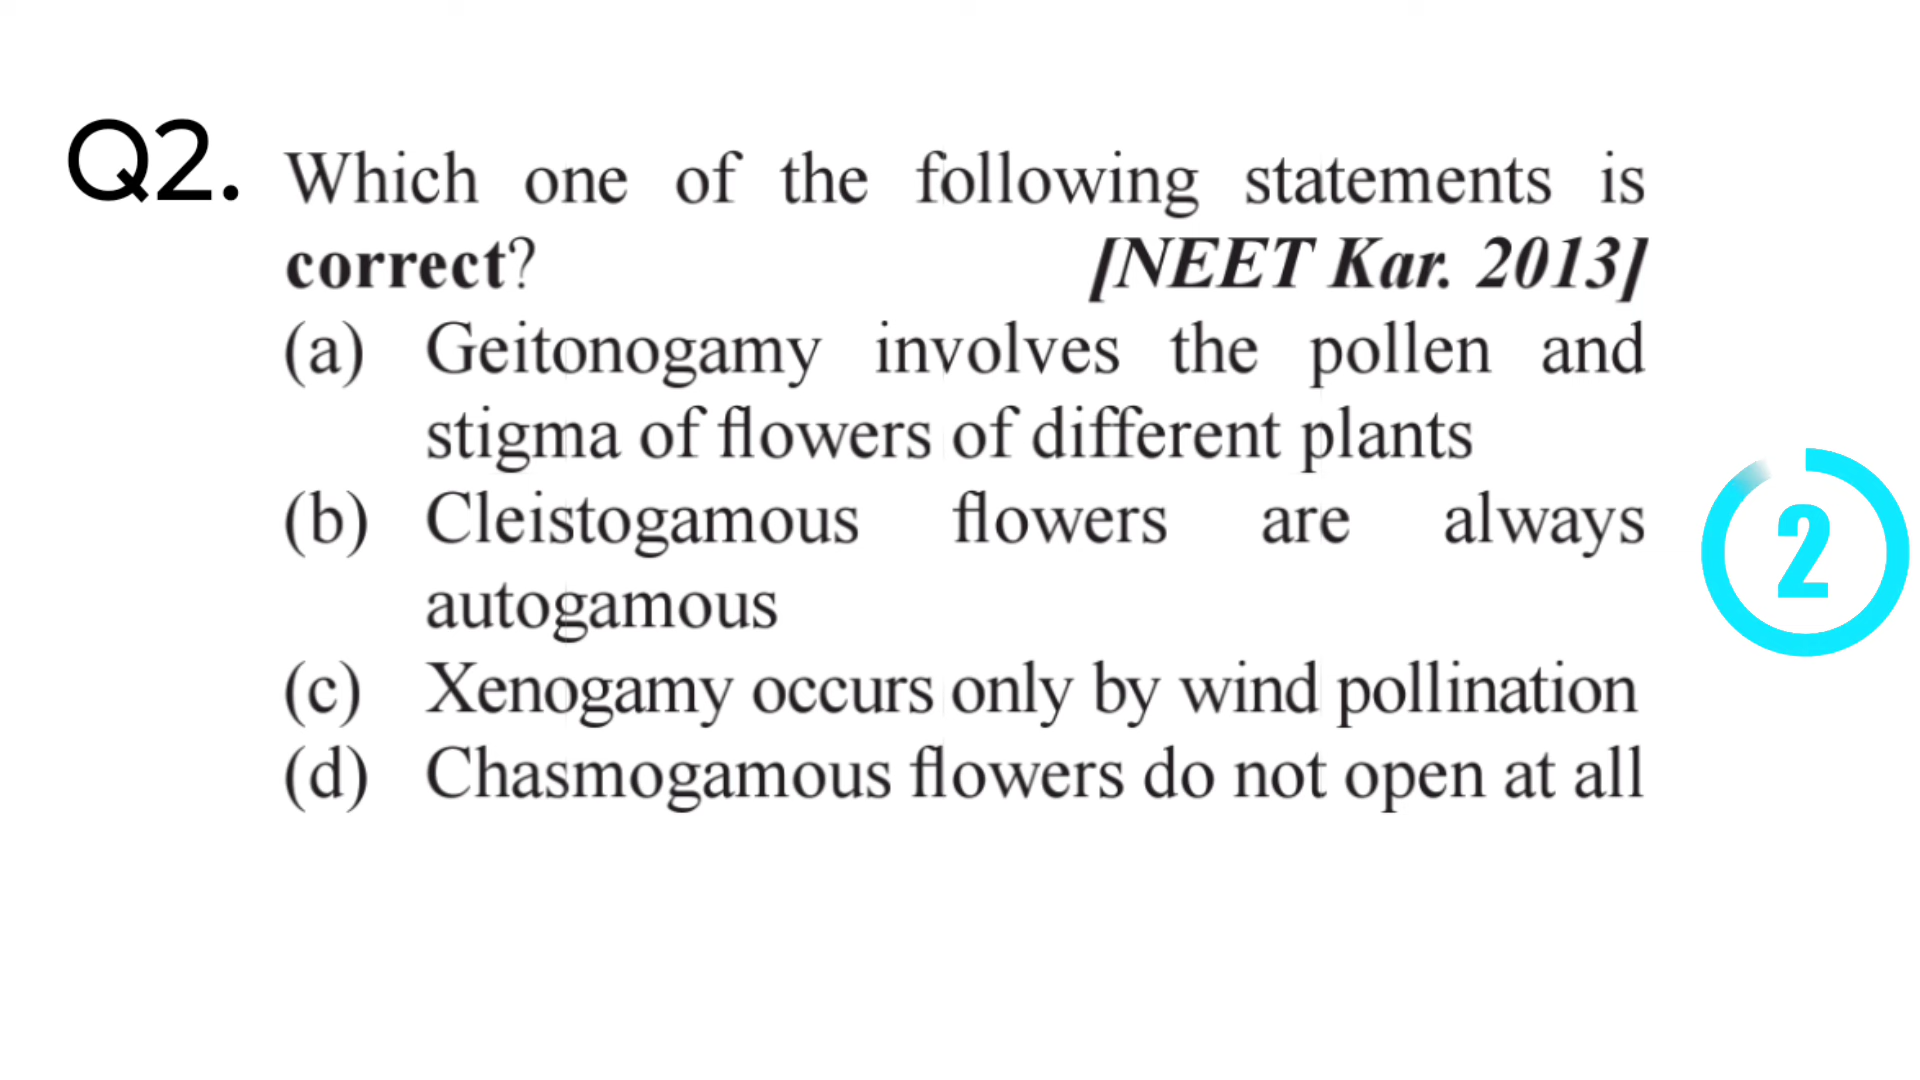 Q2. Which one of the following statements is
correct? [NEET Kar. 2013]
(a) Geitonogamy involves the pollen and
stigma of flowers of different plants
(b) Cleistogamous flowers are always
autogamous
(c) Xenogamy occurs only by wind pollination
(d) Chasmogamous flowers do not open at all
2